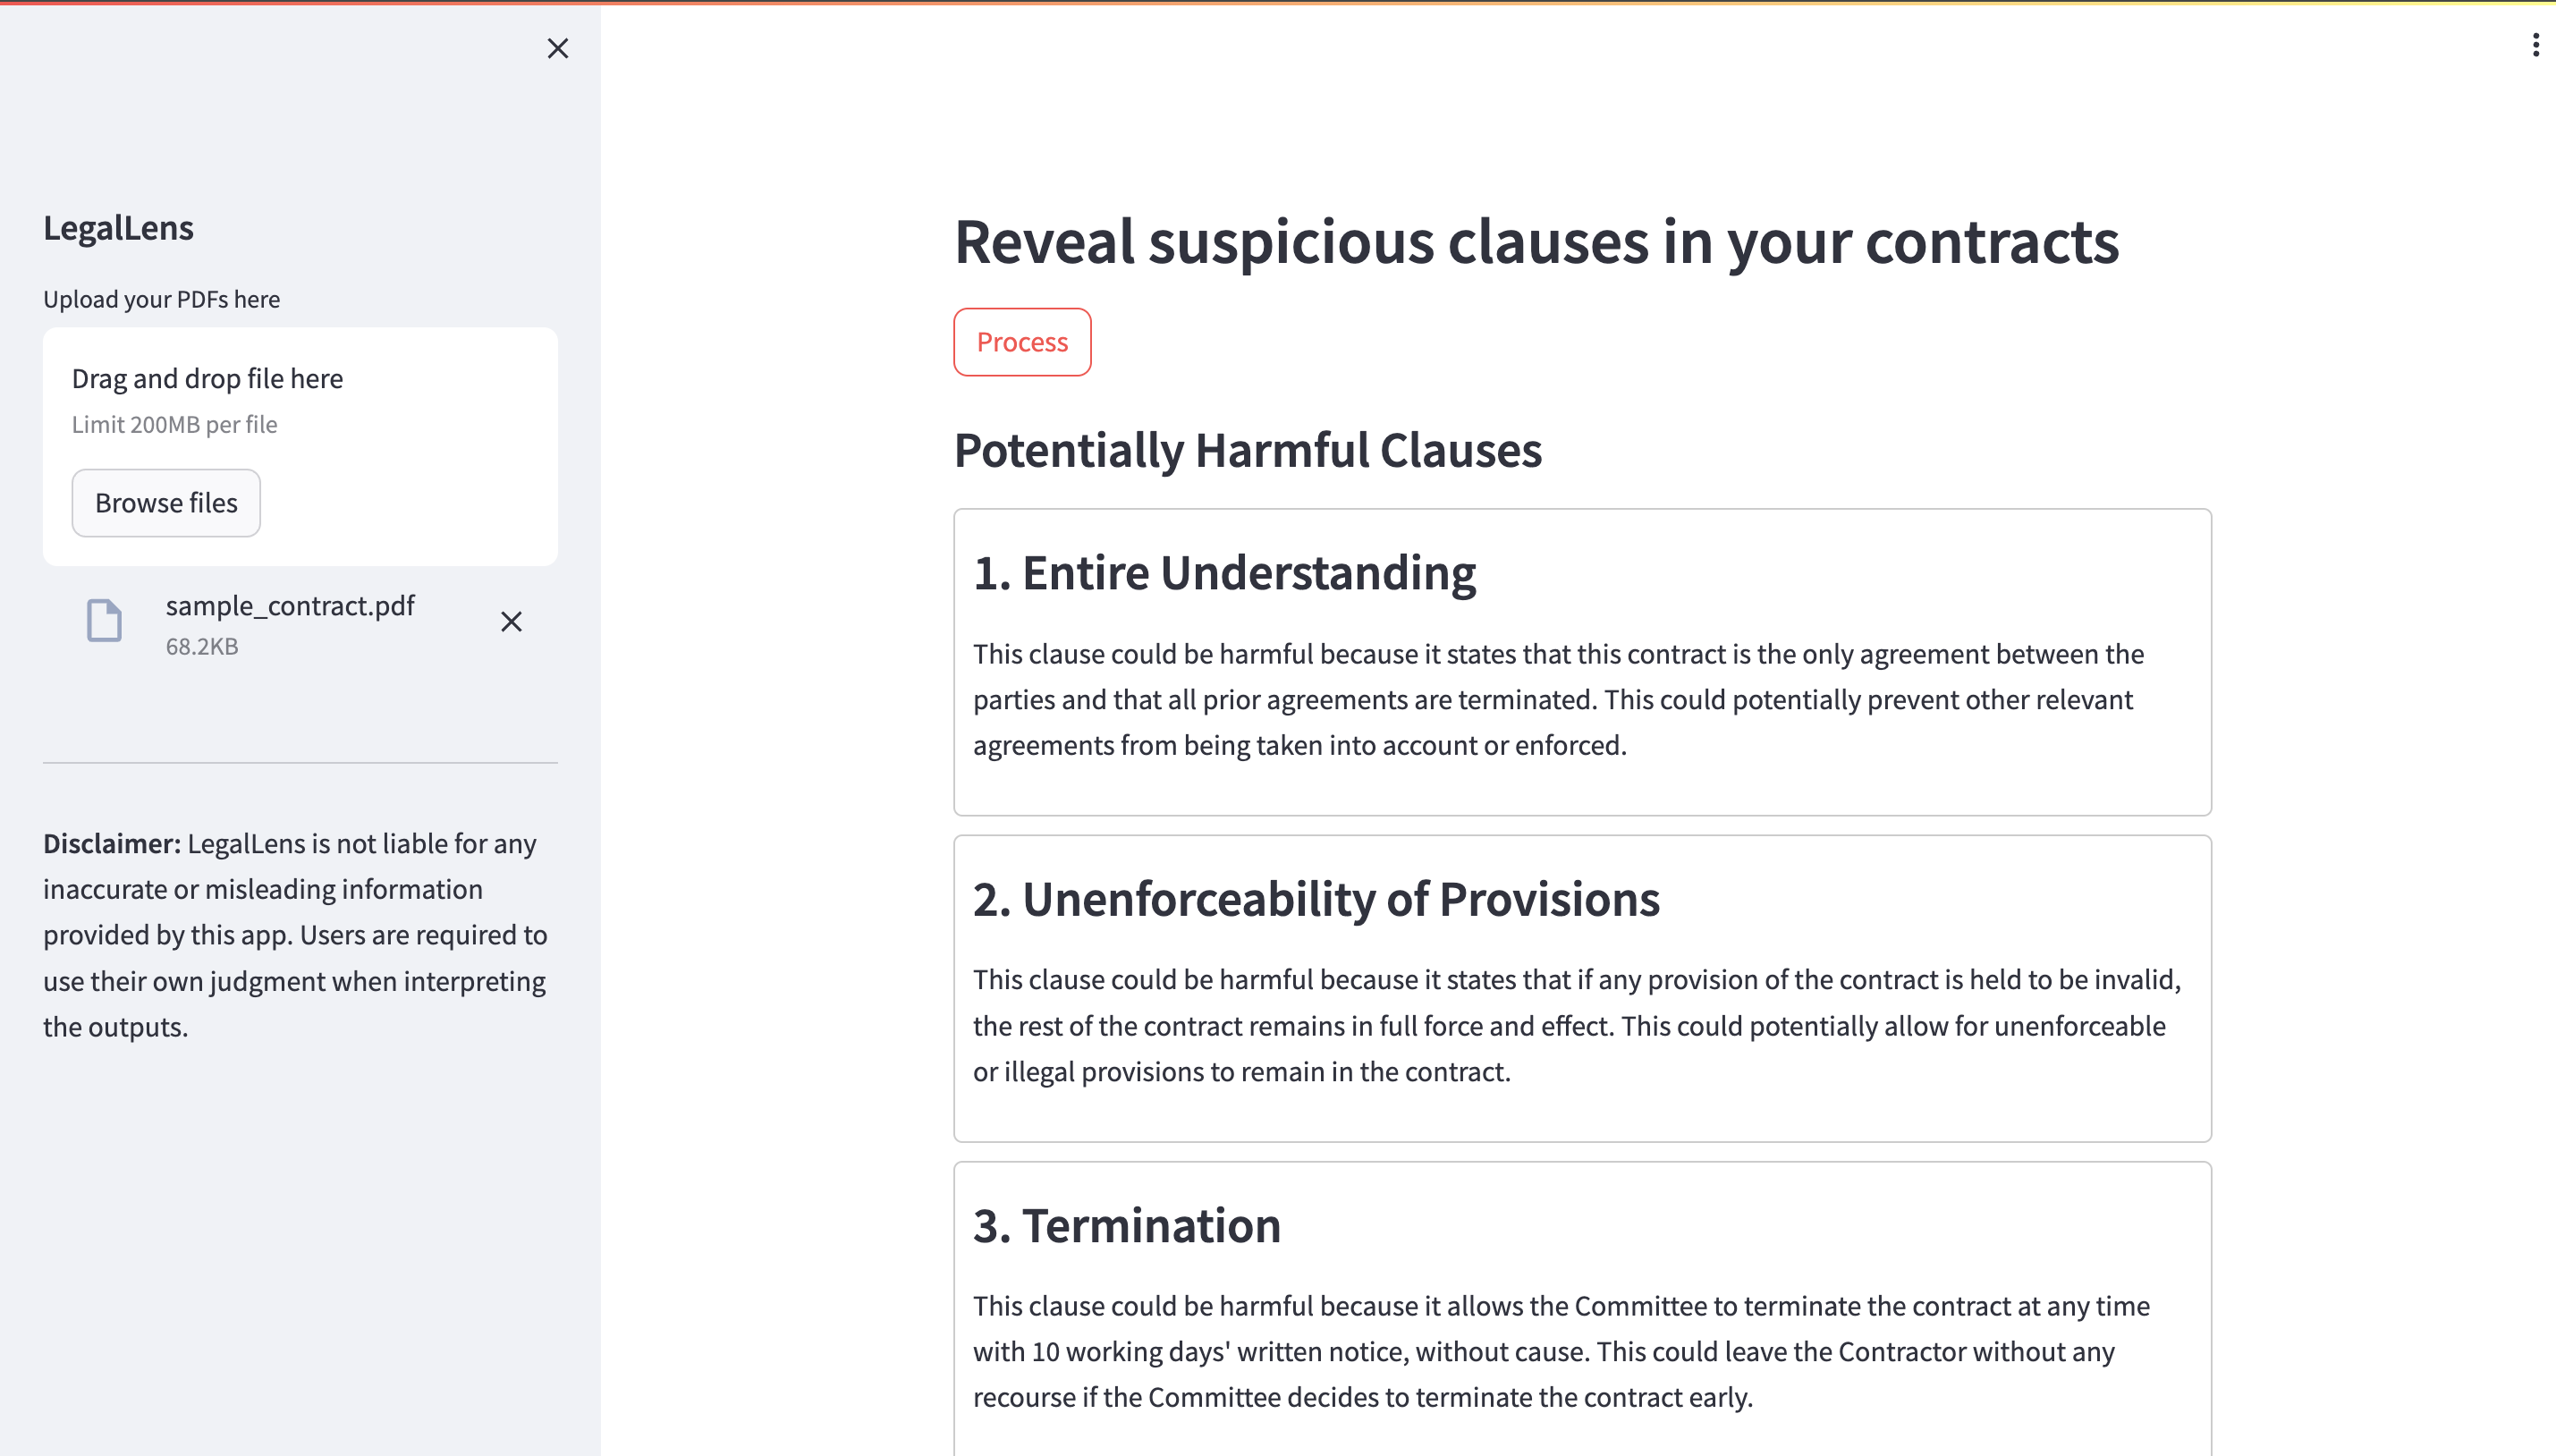 LegalLens
Upload your PDFs here
Drag and drop file here
Limit 200MB per file
Browse files
sample_contract.pdf
68.2KB
Disclaimer: LegalLens is not liable for any
inaccurate or misleading information
provided by this app. Users are required to
use their own judgment when interpreting
the outputs.
Reveal suspicious clauses in your contracts
Process
Potentially Harmful Clauses
1. Entire Understanding
This clause could be harmful because it states that this contract is the only agreement between the
parties and that all prior agreements are terminated. This could potentially prevent other relevant
agreements from being taken into account or enforced.
2. Unenforceability of Provisions
This clause could be harmful because it states that if any provision of the contract is held to be invalid,
the rest of the contract remains in full force and effect. This could potentially allow for unenforceable
or illegal provisions to remain in the contract.
3. Termination
This clause could be harmful because it allows the Committee to terminate the contract at any time
with 10 working days' written notice, without cause. This could leave the Contractor without any
recourse if the Committee decides to terminate the contract early.